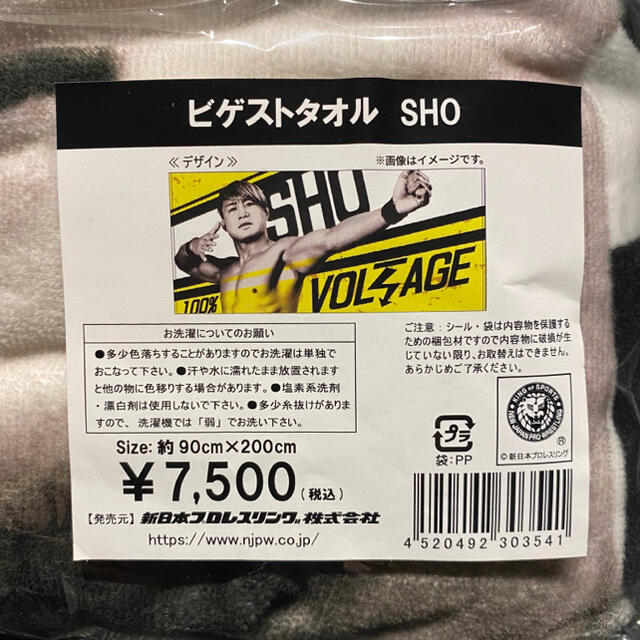 ビゲストタオル SHO
≪デザイン≫
※画像はイメージです。
SHO
100%
VOLTAGE
お洗濯についてのお願い
●多少色落ちすることがありますのでお洗濯は単独で
おこなって下さい。●汗や水に濡れたまま放置されます
と他の物に色移りする場合があります。●塩素系洗剤
・漂白剤は使用しないで下さい。●多少糸抜けがありま
すので、洗濯機では「弱」でお洗い下さい。
ご注意：シール・袋は内容物を保護する
ための梱包材ですので内容物に破損が生
じていない限り、お取替えはできません。
あらかじめご了承ください。
Size: 約 90cm×200cm
¥7,500(税込)
プラ
袋:PP
KING OF SPORTS
NEW JAPAN PRO-WRESTLING
®
©新日本プロレスリング
【発売元】新日本プロレスリング株式会社
https://www.njpw.co.jp/
4 520492 303541